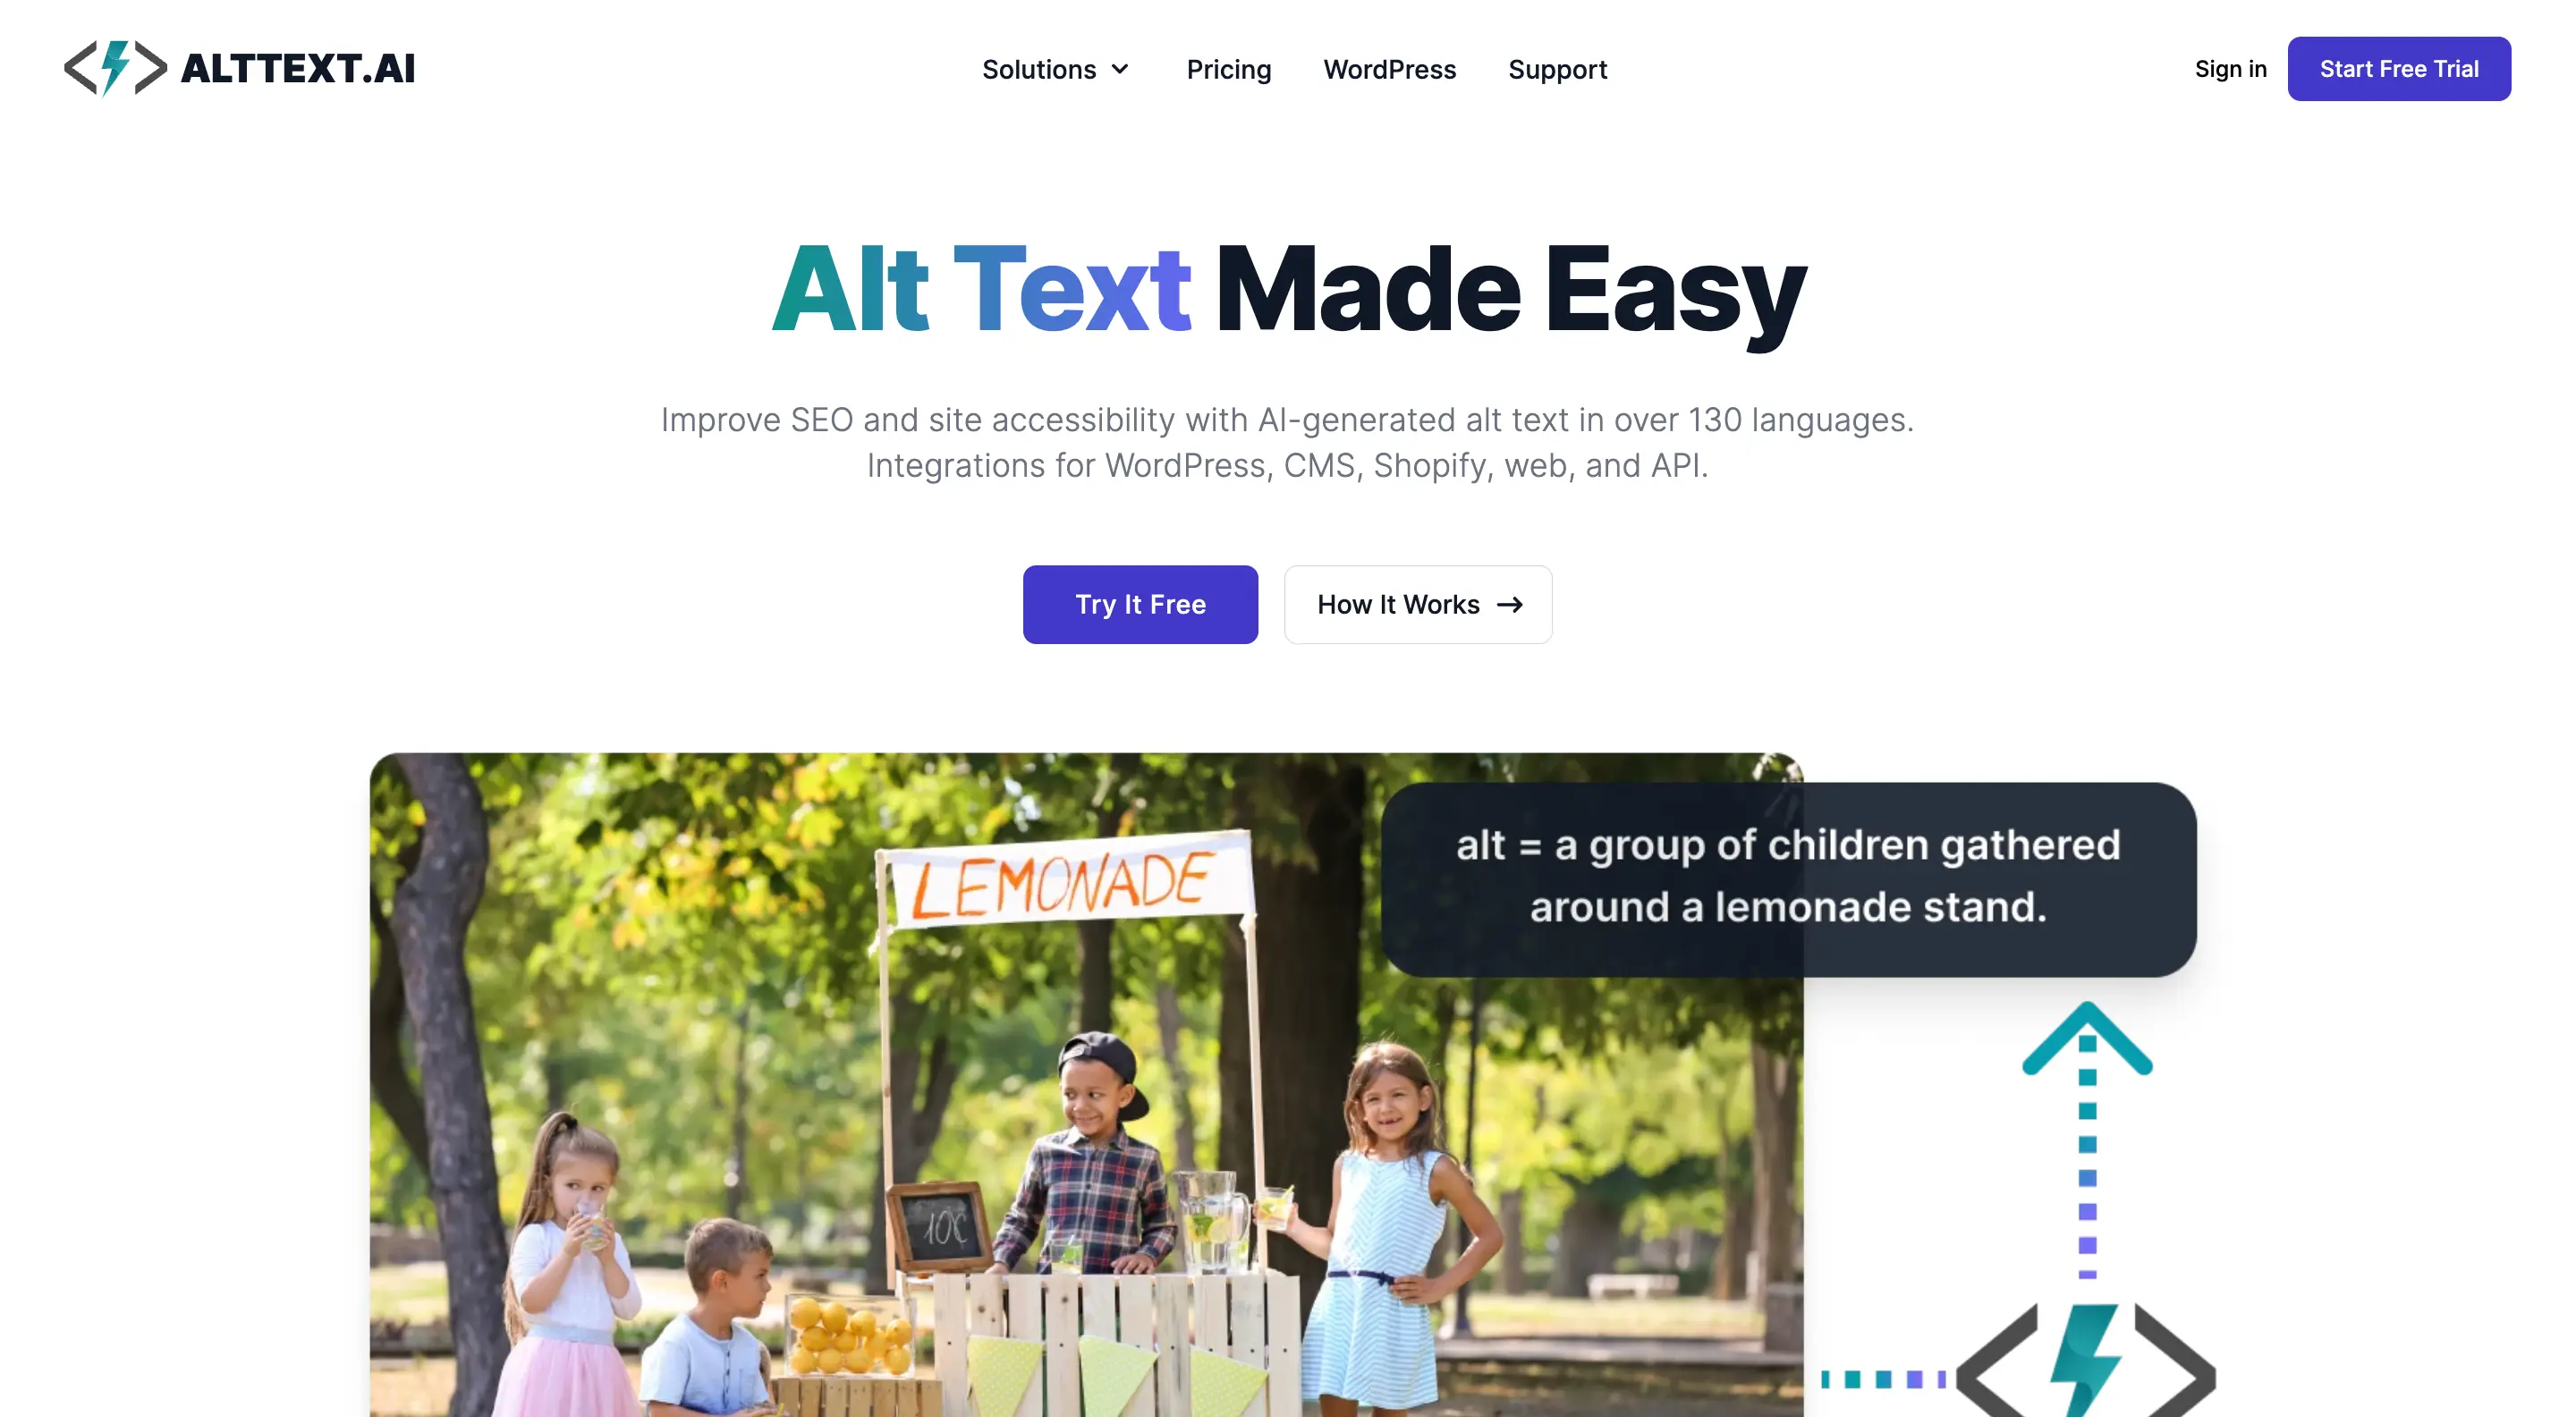 ALTTEXT.AI
Solutions
Pricing
WordPress
Support
Sign in
Start Free Trial
Alt Text Made Easy
Improve SEO and site accessibility with AI-generated alt text in over 130 languages.
Integrations for WordPress, CMS, Shopify, web, and API.
Try It Free
How It Works →
LEMONADE
alt = a group of children gathered
around a lemonade stand.
10¢